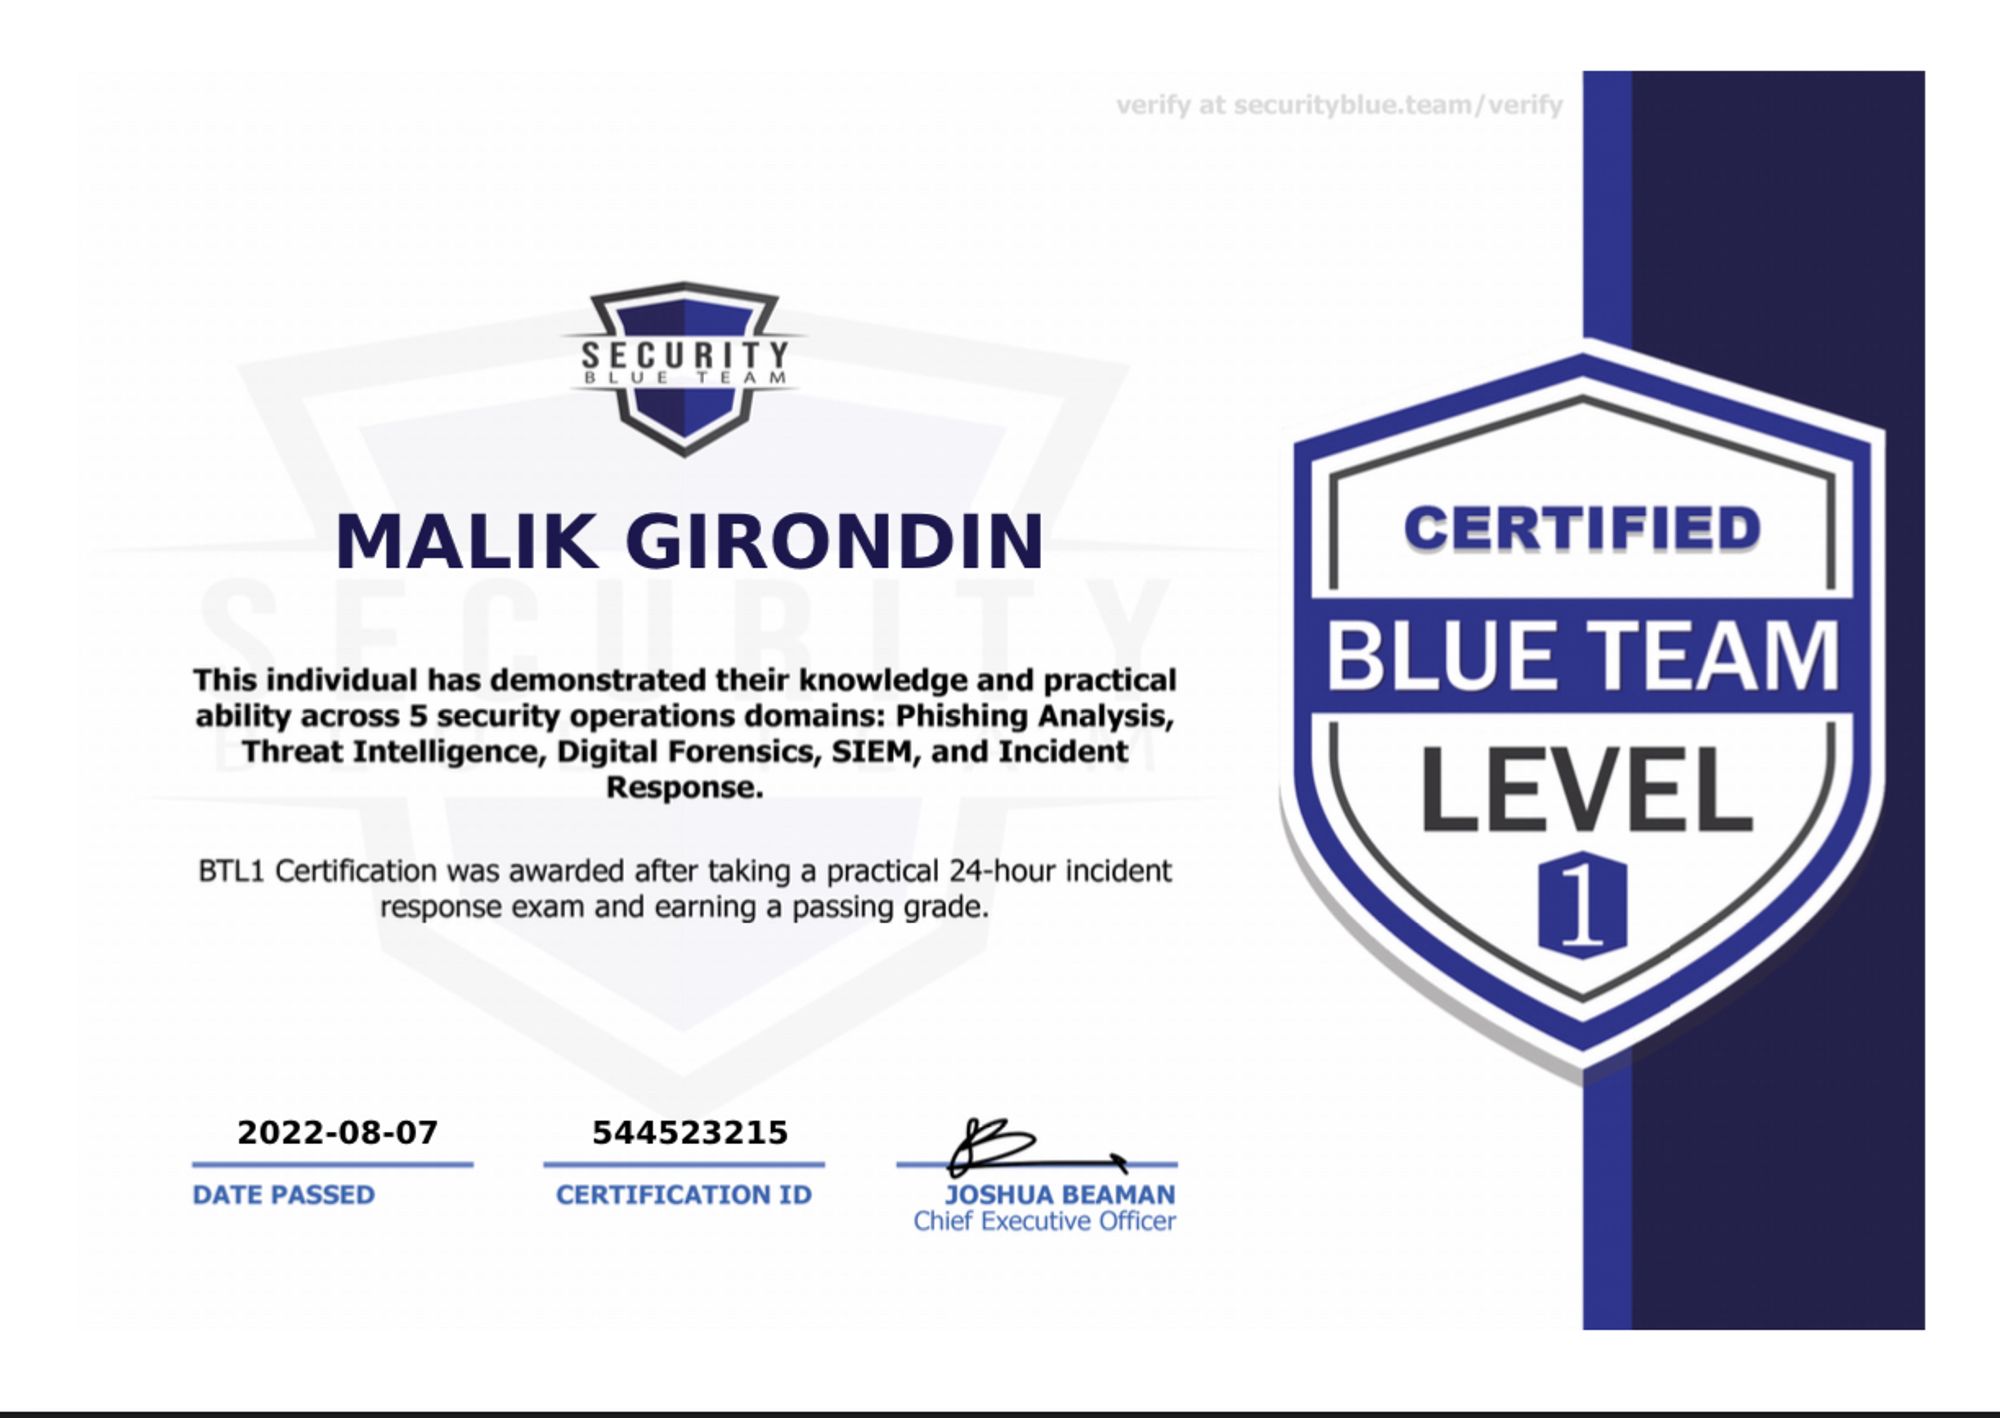 verify at securityblue.team/verify
SECURITY
BLUE TEAM
MALIK GIRONDIN
SECURITY
BLUE TEAM
This individual has demonstrated their knowledge and practical
ability across 5 security operations domains: Phishing Analysis,
Threat Intelligence, Digital Forensics, SIEM, and Incident
Response.
BTL1 Certification was awarded after taking a practical 24-hour incident
response exam and earning a passing grade.
2022-08-07
DATE PASSED
544523215
CERTIFICATION ID
JOSHUA BEAMAN
Chief Executive Officer
CERTIFIED
BLUE TEAM
LEVEL
1